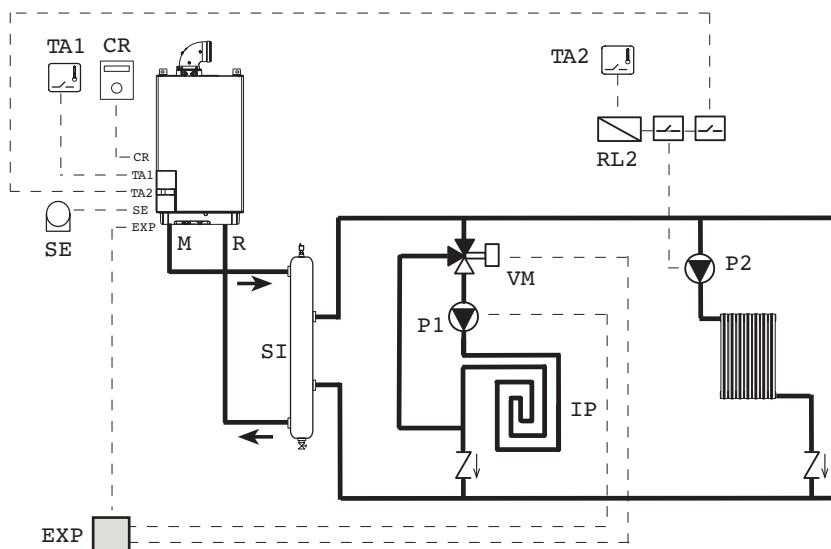 TA1 CR
TA2
RL2
CR
TA1
TA2
SE
EXP
SE
M R
VM
P2
P1
SI
IP
EXP